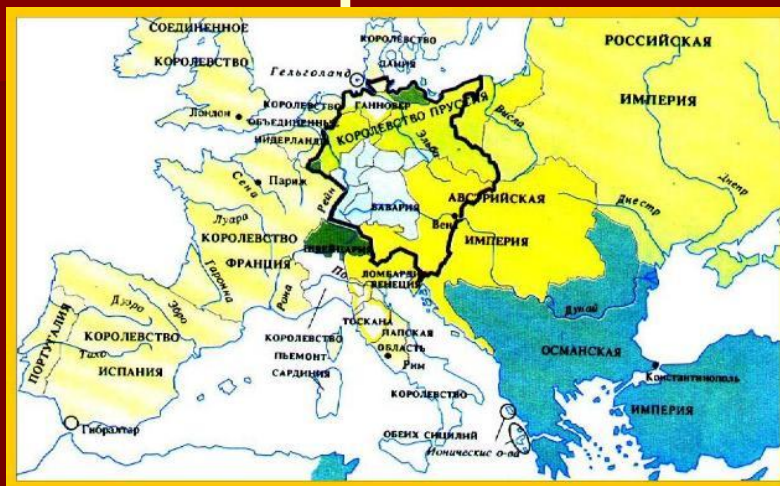 СОЕДИНЕННОЕ
КОРОЛЕВСТВО
Лондон
Гельголанд
КОРОЛЕВСТВО
ДАНИЯ
РОССИЙСКАЯ
ИМПЕРИЯ
КОРОЛЕВСТВО
ОБЪЕДИНЕННЫХ
НИДЕРЛАНДОВ
ГАННОВЕР
КОРОЛЕВСТВО ПРУССИЯ
Эльба
Висла
Днепр
Днестр
Сена
Париж
Рейн
Луара
КОРОЛЕВСТВО
ФРАНЦИЯ
Гаронна
Рона
БАВАРИЯ
Вена
АВСТРИЙСКАЯ
ИМПЕРИЯ
ШВЕЙЦАРИЯ
По
ЛОМБАРДИЯ
ВЕНЕЦИЯ
ТОСКАНА
ПАПСКАЯ
ОБЛАСТЬ
Рим
КОРОЛЕВСТВО
ПЬЕМОНТ
САРДИНИЯ
КОРОЛЕВСТВО
ОБЕИХ СИЦИЛИЙ
Ионические о-ва
Дунай
ОСМАНСКАЯ
ИМПЕРИЯ
Константинополь
ПОРТУГАЛИЯ
Дуэро
Эбро
Тахо
КОРОЛЕВСТВО
ИСПАНИЯ
Гибралтар